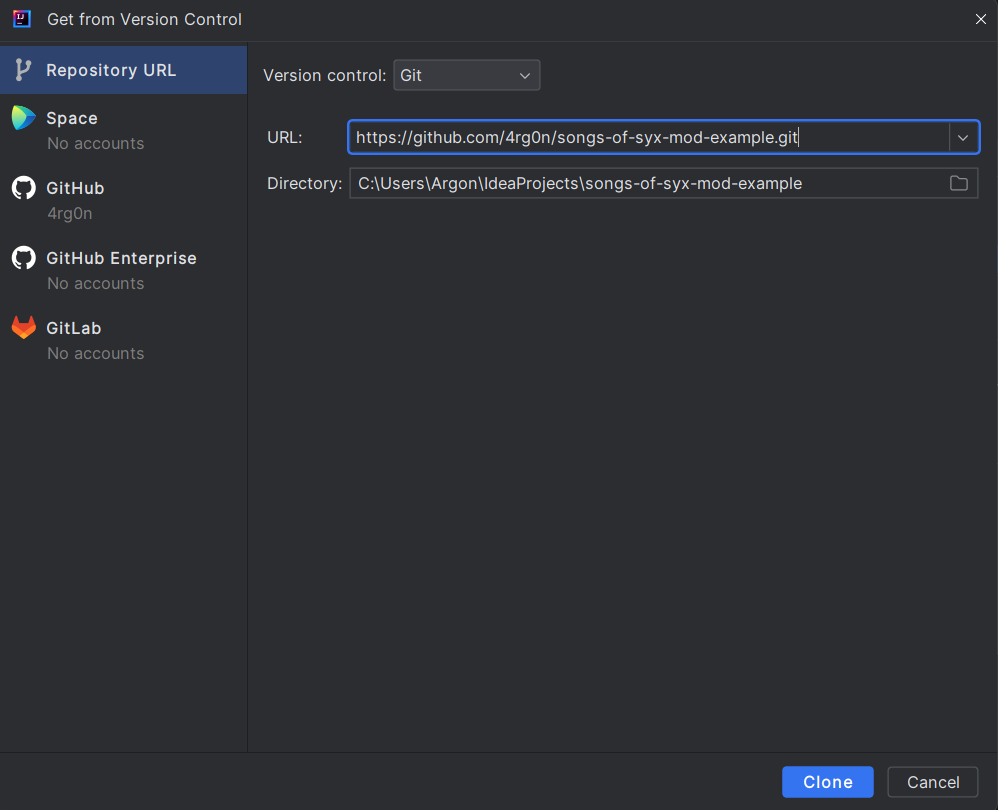 Get from Version Control
Repository URL
Space
No accounts
GitHub
4rg0n
GitHub Enterprise
No accounts
GitLab
No accounts
Version control: Git
URL: https://github.com/4rg0n/songs-of-syx-mod-example.git
Directory: C:\Users\Argon\IdeaProjects\songs-of-syx-mod-example
Clone Cancel